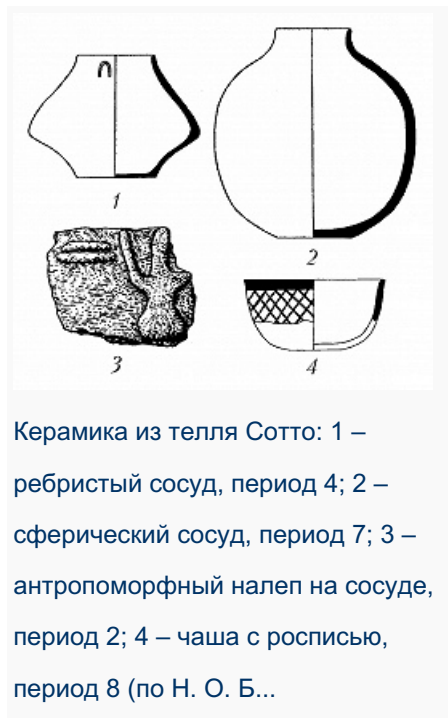 1
2
3
4
Керамика из телля Сотто: 1 –
ребристый сосуд, период 4; 2 –
сферический сосуд, период 7; 3 –
антропоморфный налеп на сосуде,
период 2; 4 – чаша с росписью,
период 8 (по Н. О. Б...